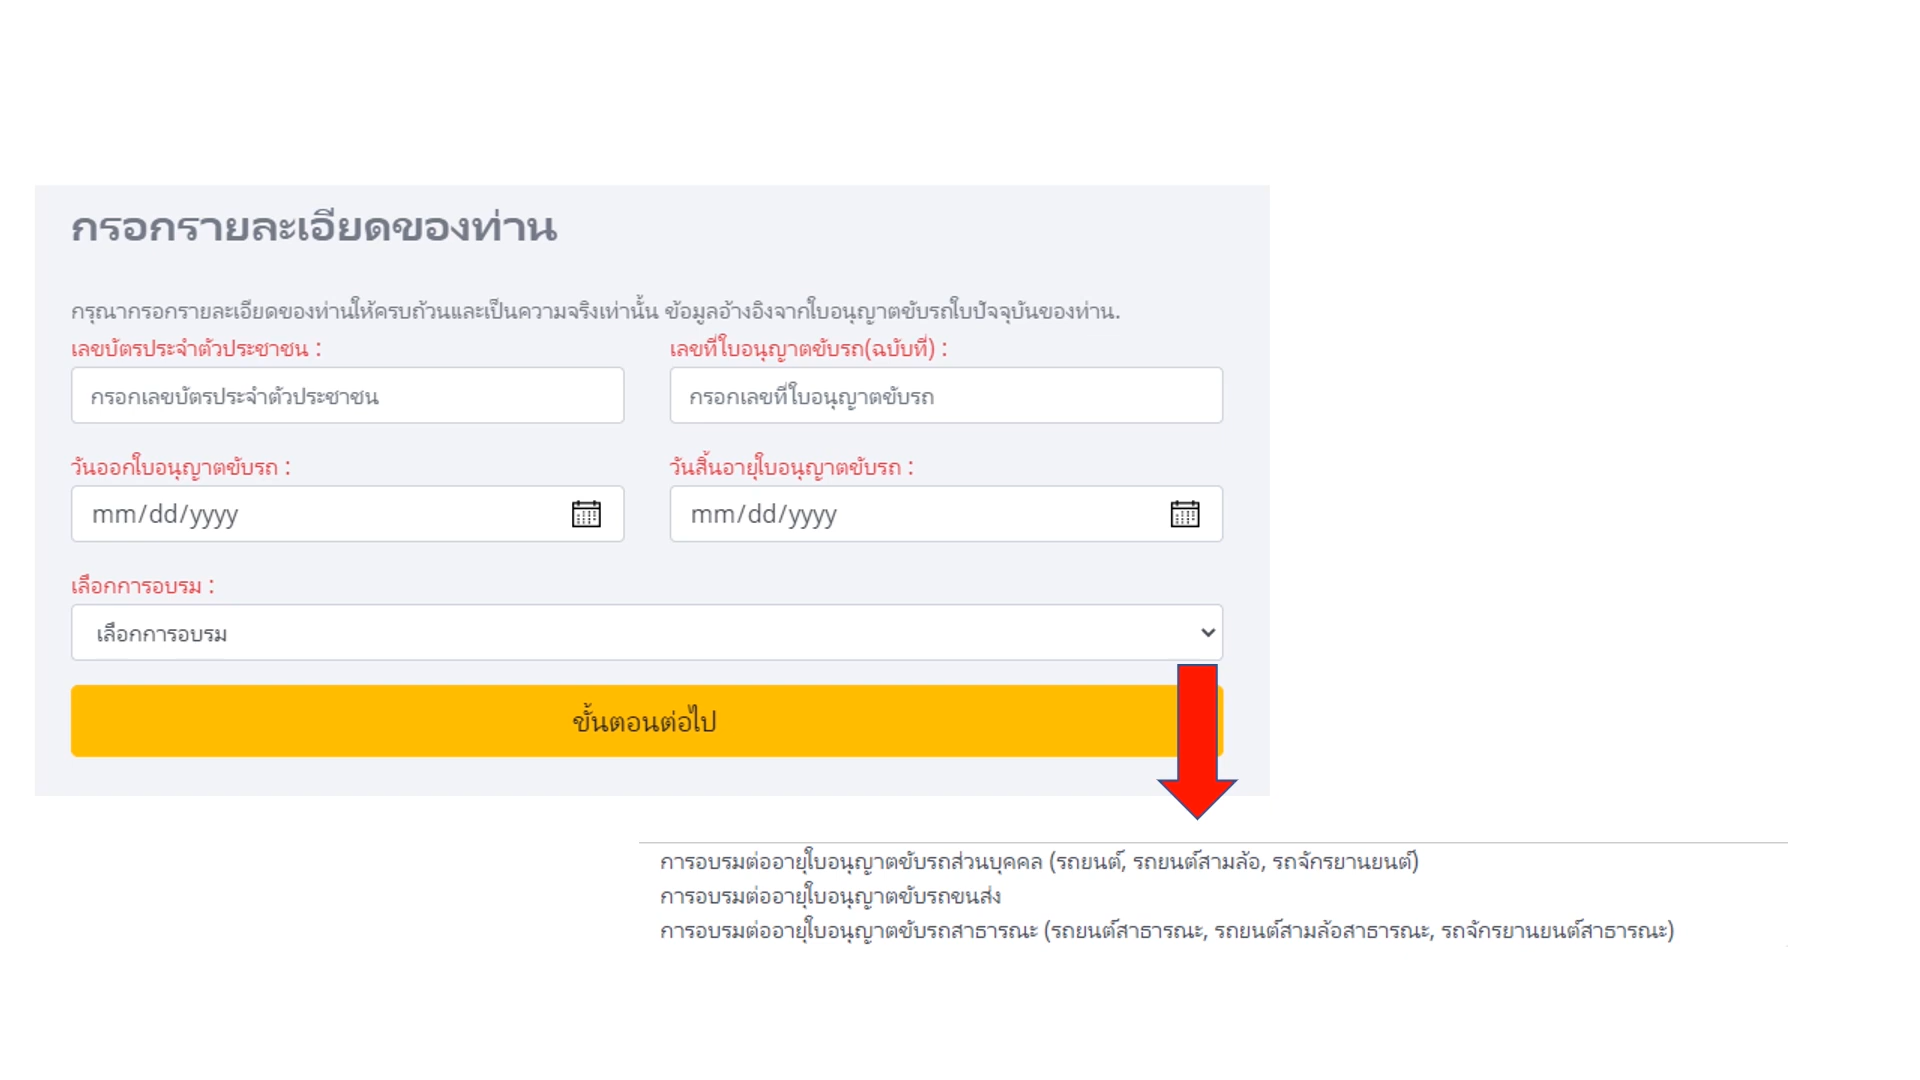 กรอกรายละเอียดของท่าน
กรุณากรอกรายละเอียดของท่านให้ครบถ้วนและเป็นความจริงเท่านั้น ข้อมูลอ้างอิงจากใบอนุญาตขับรถใบปัจจุบันของท่าน.
เลขบัตรประจำตัวประชาชน :
กรอกเลขบัตรประจำตัวประชาชน
เลขที่ใบอนุญาตขับรถ(ฉบับที่) :
กรอกเลขที่ใบอนุญาตขับรถ
วันออกใบอนุญาตขับรถ :
mm/dd/yyyy
วันสิ้นอายุใบอนุญาตขับรถ :
mm/dd/yyyy
เลือกการอบรม :
เลือกการอบรม
ขั้นตอนต่อไป
การอบรมต่ออายุใบอนุญาตขับรถส่วนบุคคล (รถยนต์, รถยนต์สามล้อ, รถจักรยานยนต์)
การอบรมต่ออายุใบอนุญาตขับรถขนส่ง
การอบรมต่ออายุใบอนุญาตขับรถสาธารณะ (รถยนต์สาธารณะ, รถยนต์สามล้อสาธารณะ, รถจักรยานยนต์สาธารณะ)